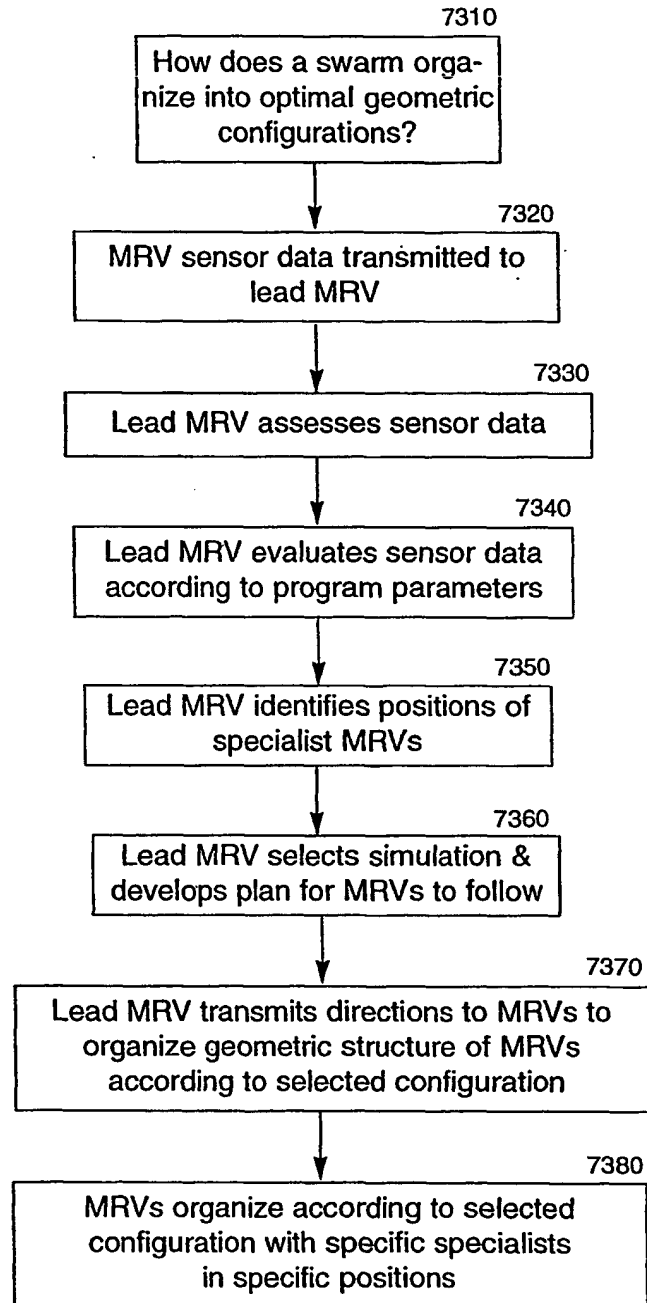 7310
How does a swarm orga-
nize into optimal geometric
configurations?
7320
MRV sensor data transmitted to
lead MRV
7330
Lead MRV assesses sensor data
7340
Lead MRV evaluates sensor data
according to program parameters
7350
Lead MRV identifies positions of
specialist MRVs
7360
Lead MRV selects simulation &
develops plan for MRVs to follow
7370
Lead MRV transmits directions to MRVs to
organize geometric structure of MRVs
according to selected configuration
7380
MRVs organize according to selected
configuration with specific specialists
in specific positions